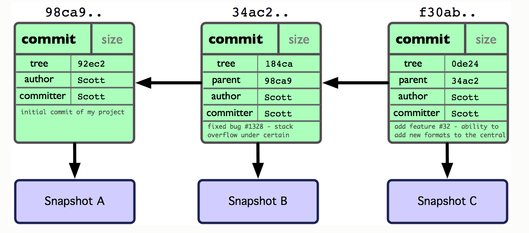 98ca9..
commit size
tree 92ec2
author Scott
committer Scott
initial commit of my project
Snapshot A
34ac2..
commit size
tree 184ca
parent 98ca9
author Scott
committer Scott
fixed bug #1328 - stack
overflow under certain
Snapshot B
f30ab..
commit size
tree 0de24
parent 34ac2
author Scott
committer Scott
add feature #32 - ability to
add new formats to the central
Snapshot C